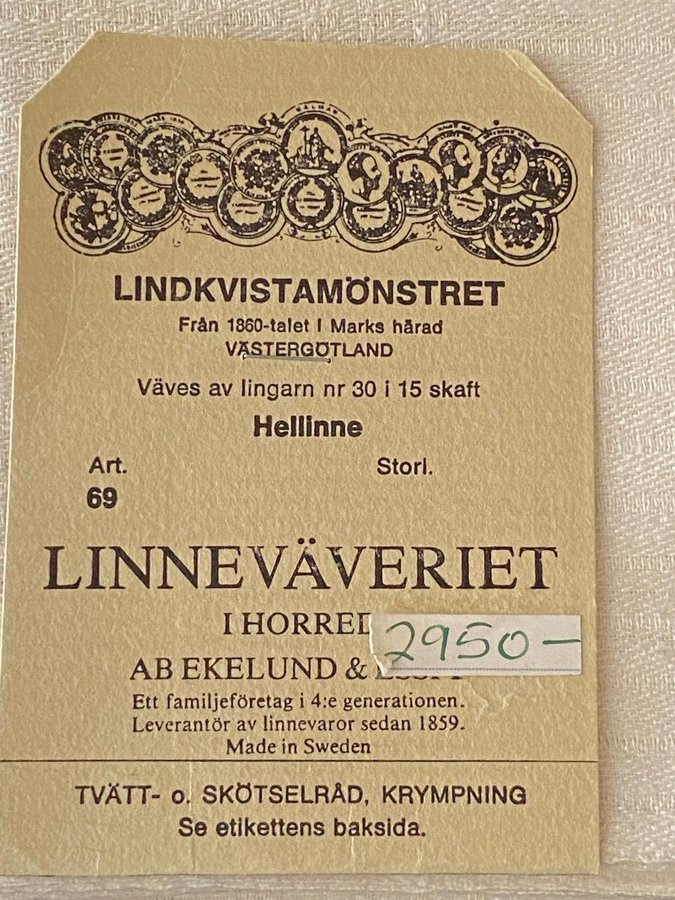 KALMAR
LINDKVISTAMÖNSTRET
Från 1860-talet i Marks härad
VÄSTERGÖTLAND
Väves av lingarn nr 30 i 15 skaft
Hellinne
Art. Storl.
69
LINNEVÄVERIET
I HORRED
2950-
AB EKELUND &
Ett familjeföretag i 4:e generationen.
Leverantör av linnevaror sedan 1859.
Made in Sweden
TVÄTT- o. SKÖTSELRÅD, KRYMPNING
Se etikettens baksida.